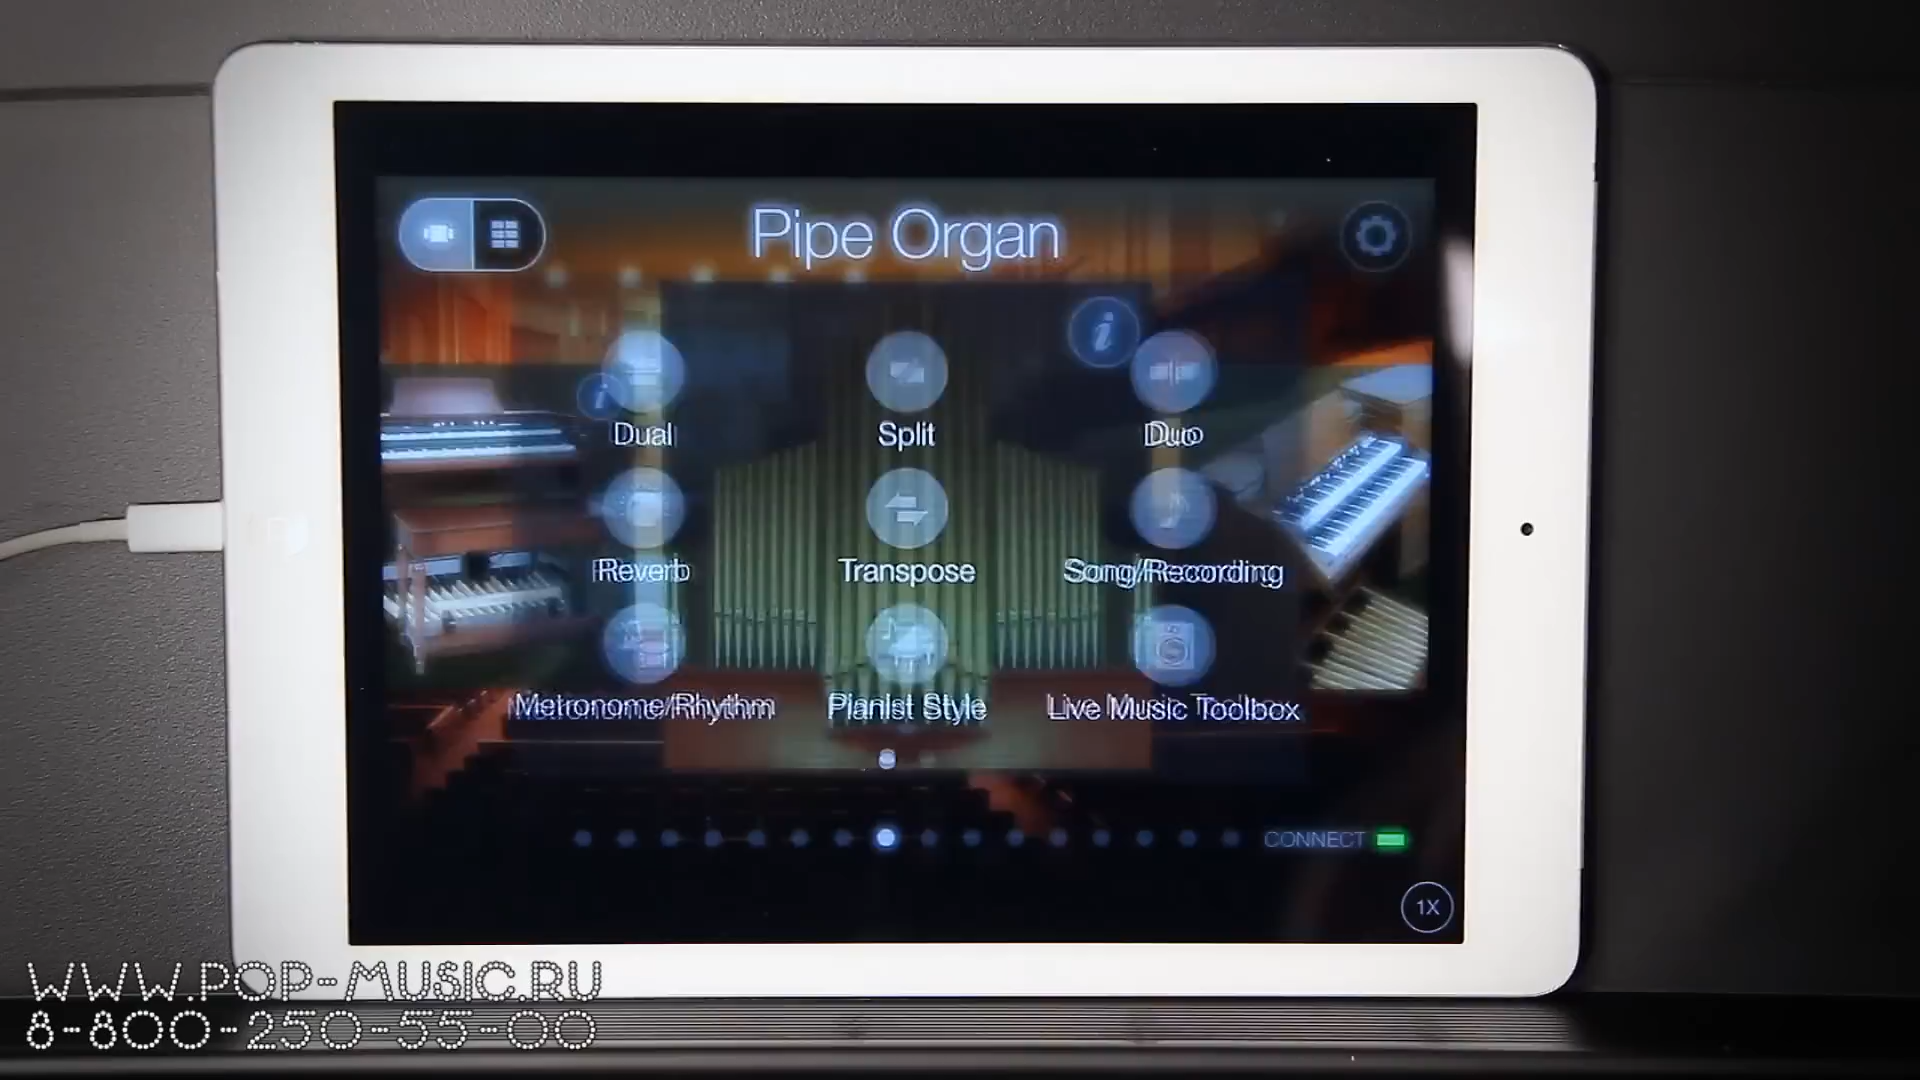 Pipe Organ
i
i
Dual
Split
Duo
Reverb
Transpose
Song/Recording
Metronome/Rhythm
Pianist Style
Live Music Toolbox
CONNECT
1X
WWW.POP-MUSIC.RU
8-800-250-55-00